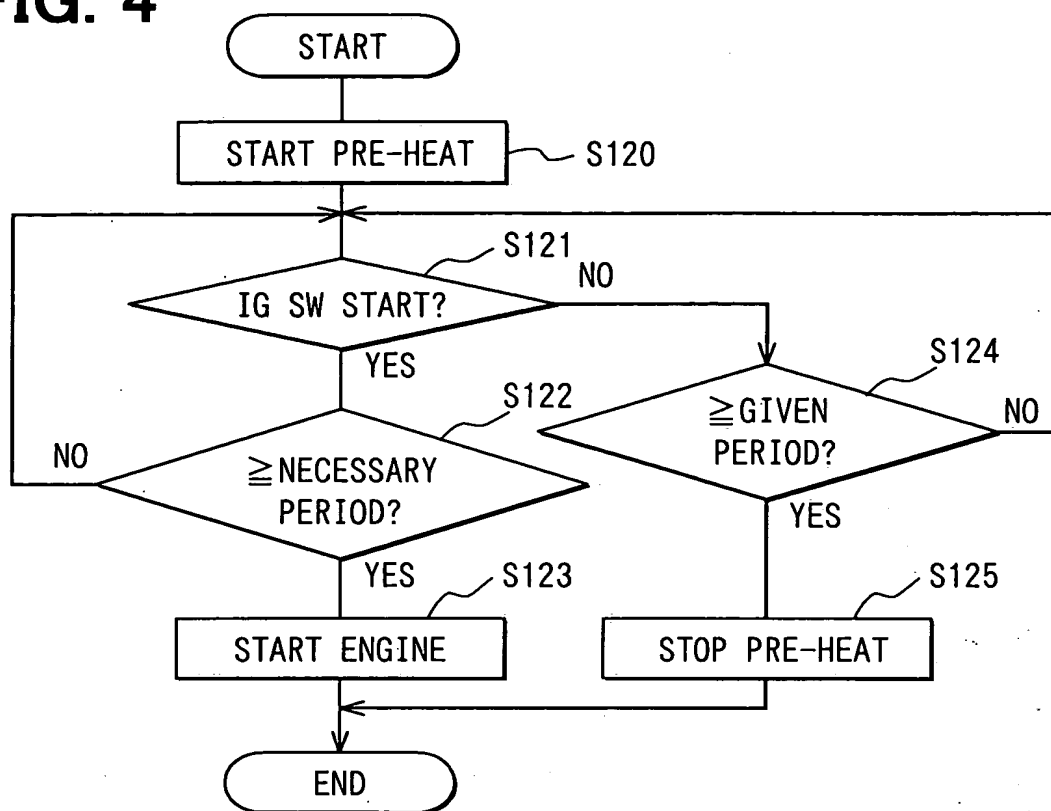 FIG. 4
START
START PRE-HEAT
S120
S121
IG SW START?
NO
YES
S124
≧GIVEN
PERIOD?
NO
YES
S122
NO
≧NECESSARY
PERIOD?
YES
S123
START ENGINE
S125
STOP PRE-HEAT
END